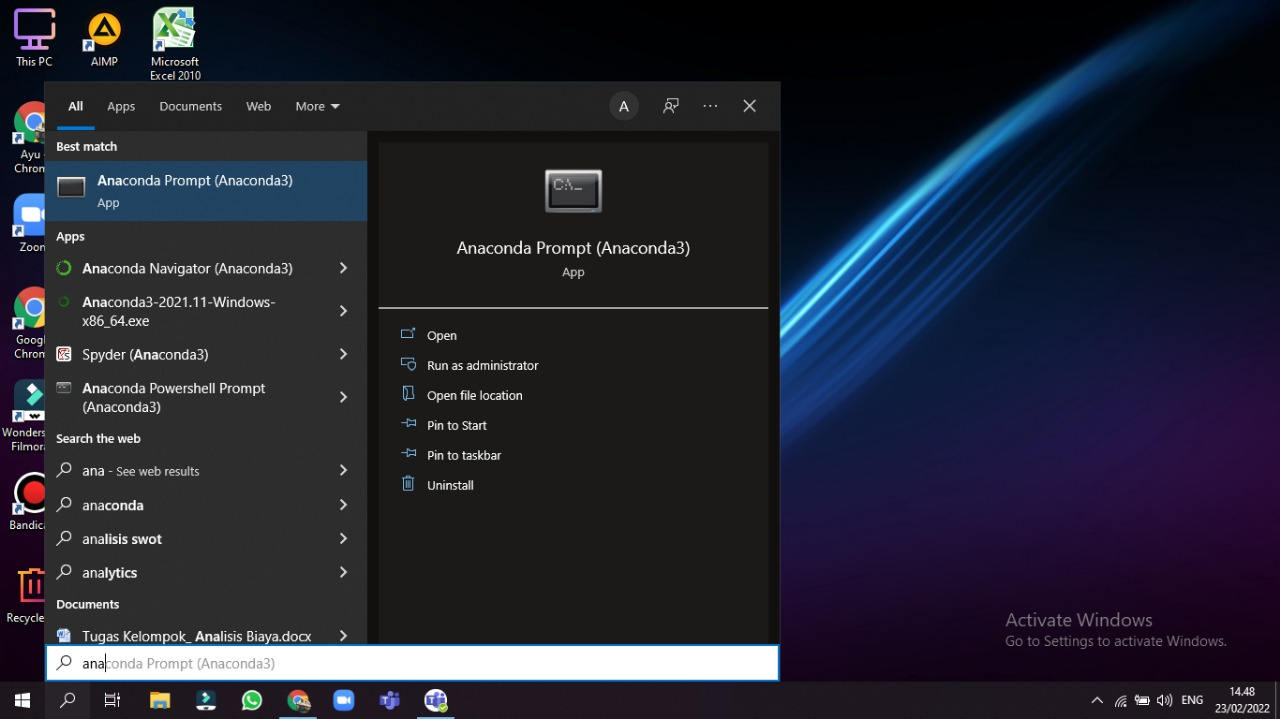 This PC
AIMP
Microsoft
Excel 2010
Ayu -
Chrom
Zoon
Goog
Chron
Wonders
Filmora
Bandica
Recycle
All
Apps
Documents
Web
More
A
Best match
Anaconda Prompt (Anaconda3)
App
Apps
Anaconda Navigator (Anaconda3)
Anaconda3-2021.11-Windows-
x86_64.exe
Spyder (Anaconda3)
Anaconda Powershell Prompt
(Anaconda3)
Search the web
ana - See web results
anaconda
analisis swot
analytics
Documents
Tugas Kelompok_ Analisis Biaya.docx
C:\_
Anaconda Prompt (Anaconda3)
App
Open
Run as administrator
Open file location
Pin to Start
Pin to taskbar
Uninstall
anaconda Prompt (Anaconda3)
Activate Windows
Go to Settings to activate Windows.
ENG
14.48
23/02/2022